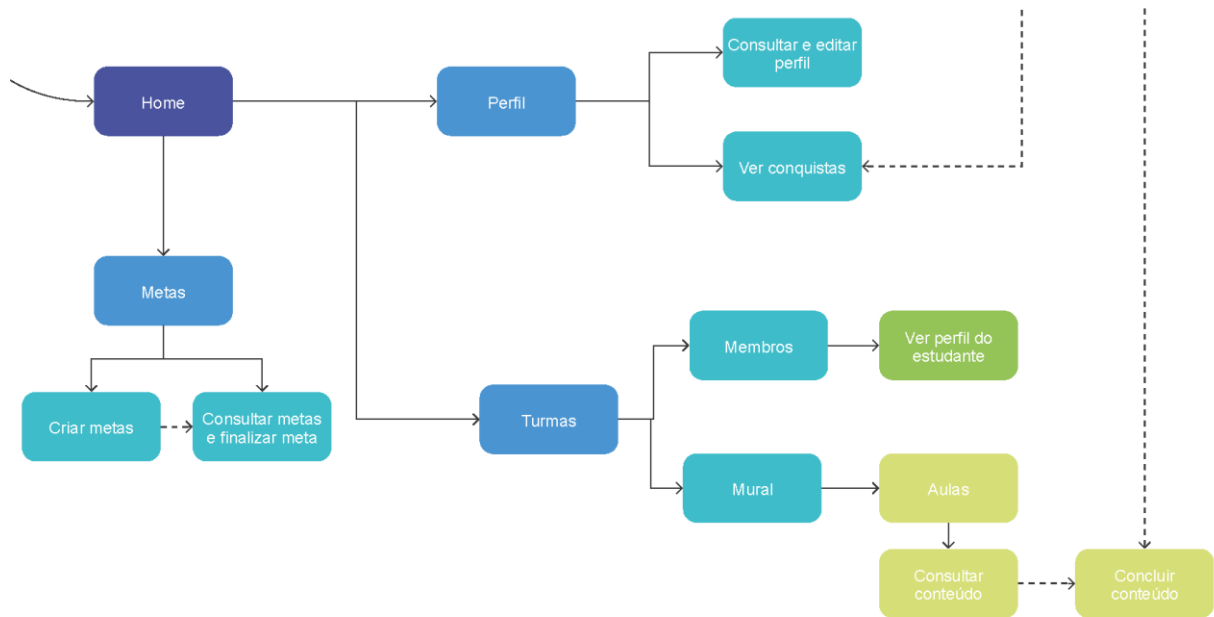 Home
Perfil
Consultar e editar
perfil
Ver conquistas
Metas
Criar metas
Consultar metas
e finalizar meta
Turmas
Membros
Ver perfil do
estudante
Mural
Aulas
Consultar
conteúdo
Concluir
conteúdo